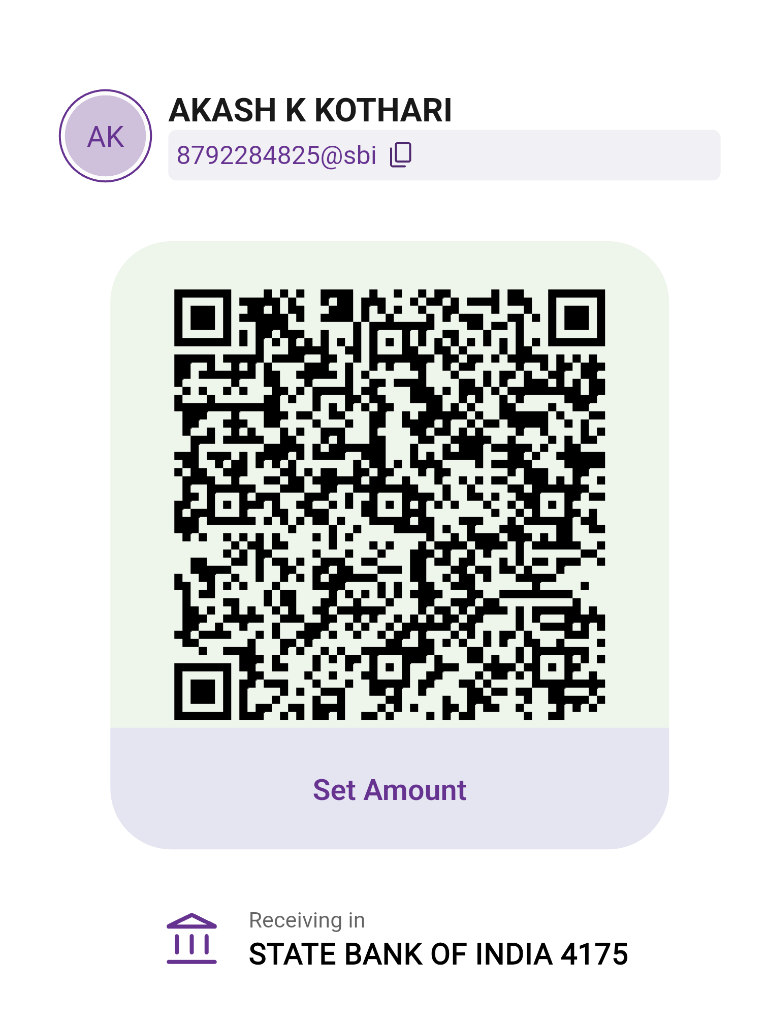 AK
AKASH K KOTHARI
8792284825@sbi
Set Amount
Receiving in
STATE BANK OF INDIA 4175